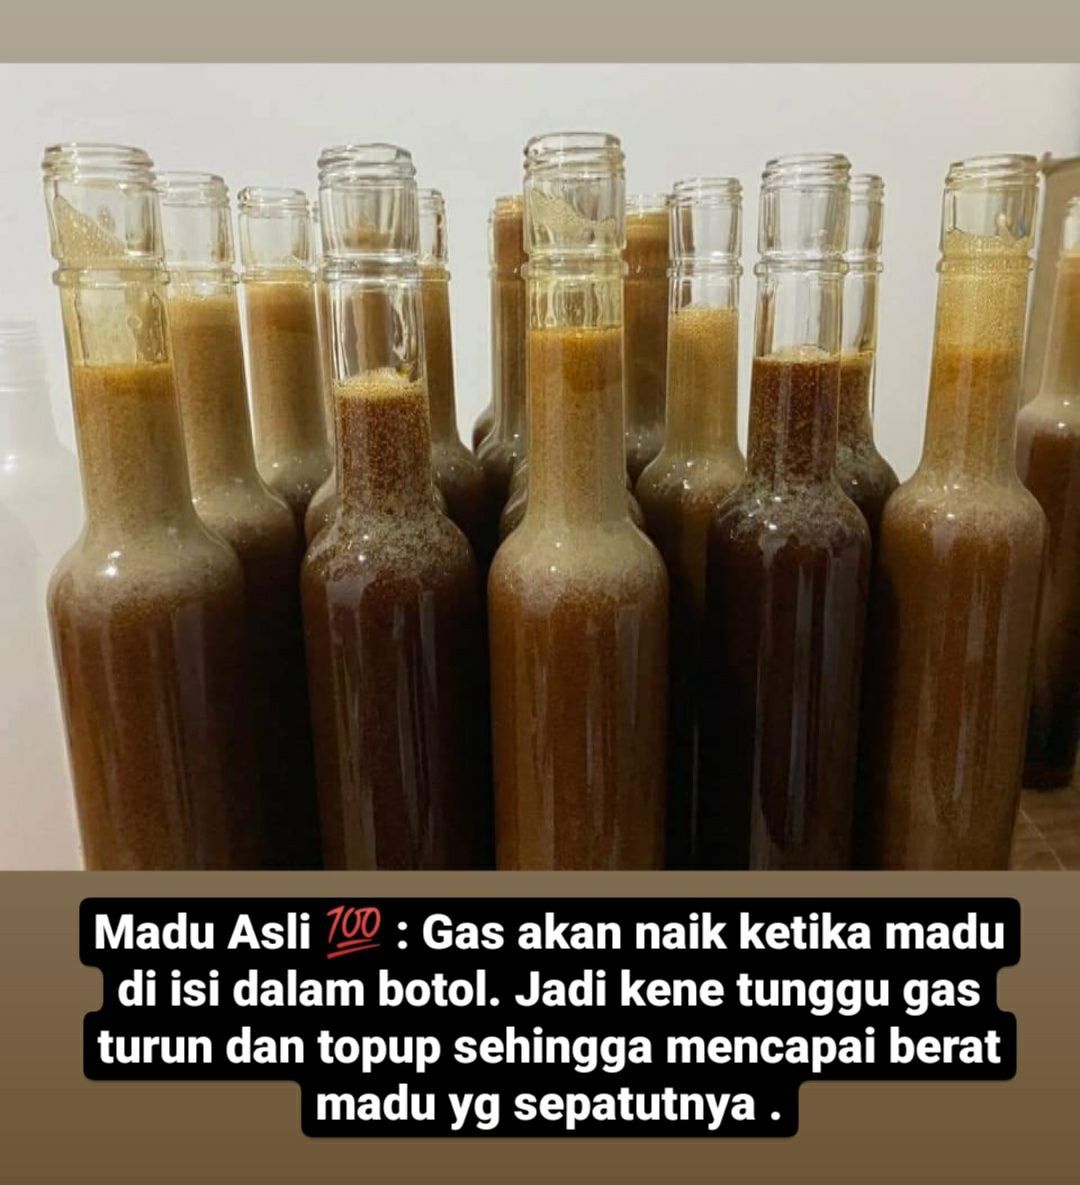 Madu Asli 💯 : Gas akan naik ketika madu
di isi dalam botol. Jadi kene tunggu gas
turun dan topup sehingga mencapai berat
madu yg sepatutnya .